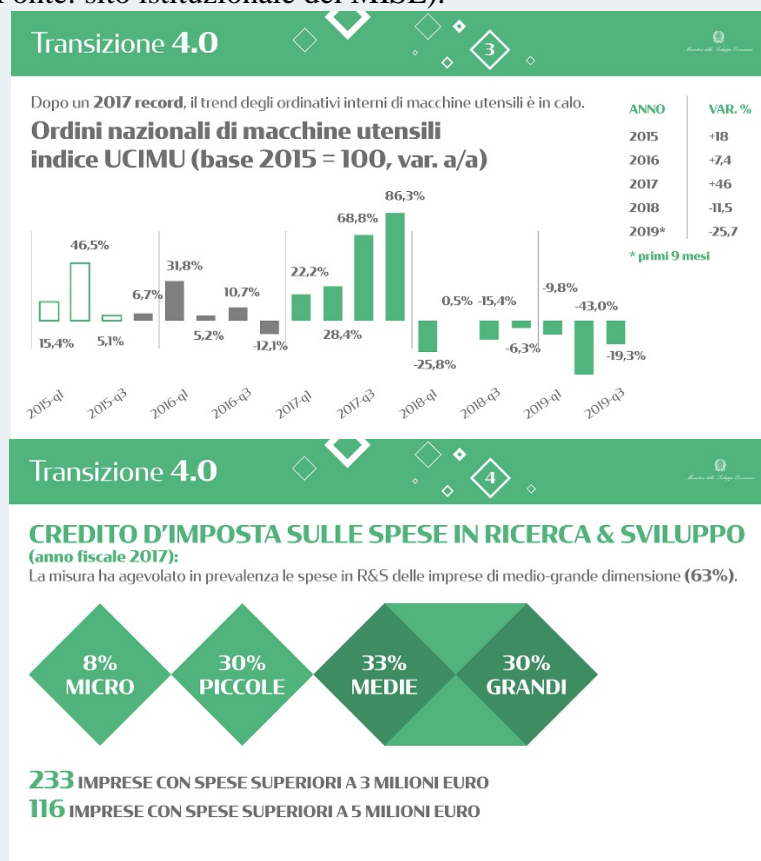 Fonte: sito istituzionale del MISE).
Transizione 4.0
3
Dopo un 2017 record, il trend degli ordinativi interni di macchine utensili è in calo.
Ordini nazionali di macchine utensili
indice UCIMU (base 2015 = 100, var. a/a)
ANNO VAR. %
2015 +18
2016 +7,4
2017 +46
2018 -11,5
2019* -25,7
* primi 9 mesi
15,4%
46,5%
5,1%
6,7%
31,8%
5,2%
10,7%
-12,1%
22,2%
28,4%
68,8%
86,3%
-25,8%
0,5%
-15,4%
-6,3%
-9,8%
-43,0%
-19,3%
2015-q1
2015-q3
2016-q1
2016-q3
2017-q1
2017-q3
2018-q1
2018-q3
2019-q1
2019-q3
Transizione 4.0
4
CREDITO D'IMPOSTA SULLE SPESE IN RICERCA & SVILUPPO
(anno fiscale 2017):
La misura ha agevolato in prevalenza le spese in R&S delle imprese di medio-grande dimensione (63%).
8%
MICRO
30%
PICCOLE
33%
MEDIE
30%
GRANDI
233 IMPRESE CON SPESE SUPERIORI A 3 MILIONI EURO
116 IMPRESE CON SPESE SUPERIORI A 5 MILIONI EURO